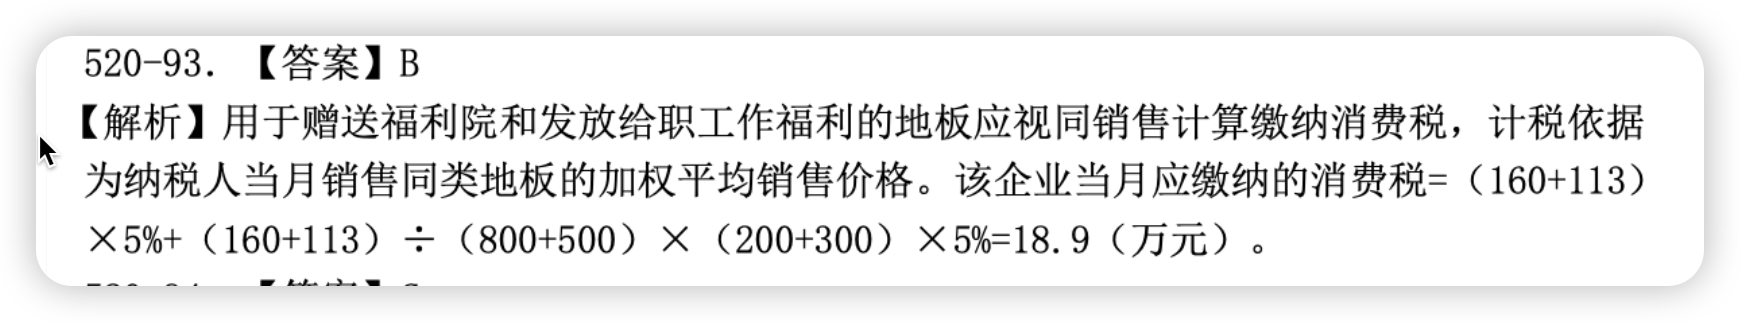 520-93. 【答案】B
【解析】用于赠送福利院和发放给职工作福利的地板应视同销售计算缴纳消费税，计税依据
为纳税人当月销售同类地板的加权平均销售价格。该企业当月应缴纳的消费税=（160+113）
×5%+（160+113）÷（800+500）×（200+300）×5%=18.9（万元）。